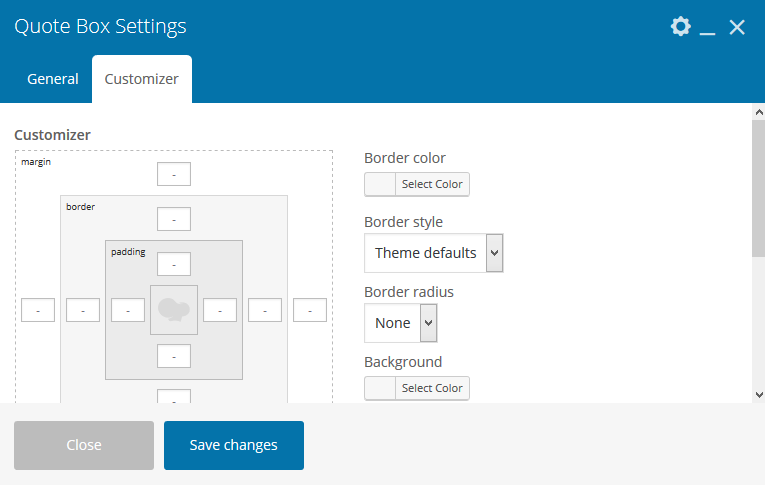 Quote Box Settings
General
Customizer
Customizer
margin
-
border
-
padding
-
- - - - - -
-
-
Border color
Select Color
Border style
Theme defaults
Border radius
None
Background
Select Color
Close
Save changes